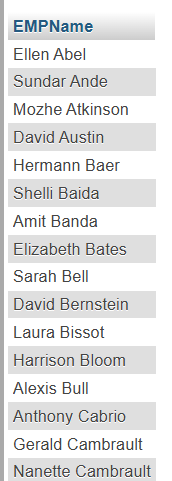 EMPName
Ellen Abel
Sundar Ande
Mozhe Atkinson
David Austin
Hermann Baer
Shelli Baida
Amit Banda
Elizabeth Bates
Sarah Bell
David Bernstein
Laura Bissot
Harrison Bloom
Alexis Bull
Anthony Cabrio
Gerald Cambrault
Nanette Cambrault